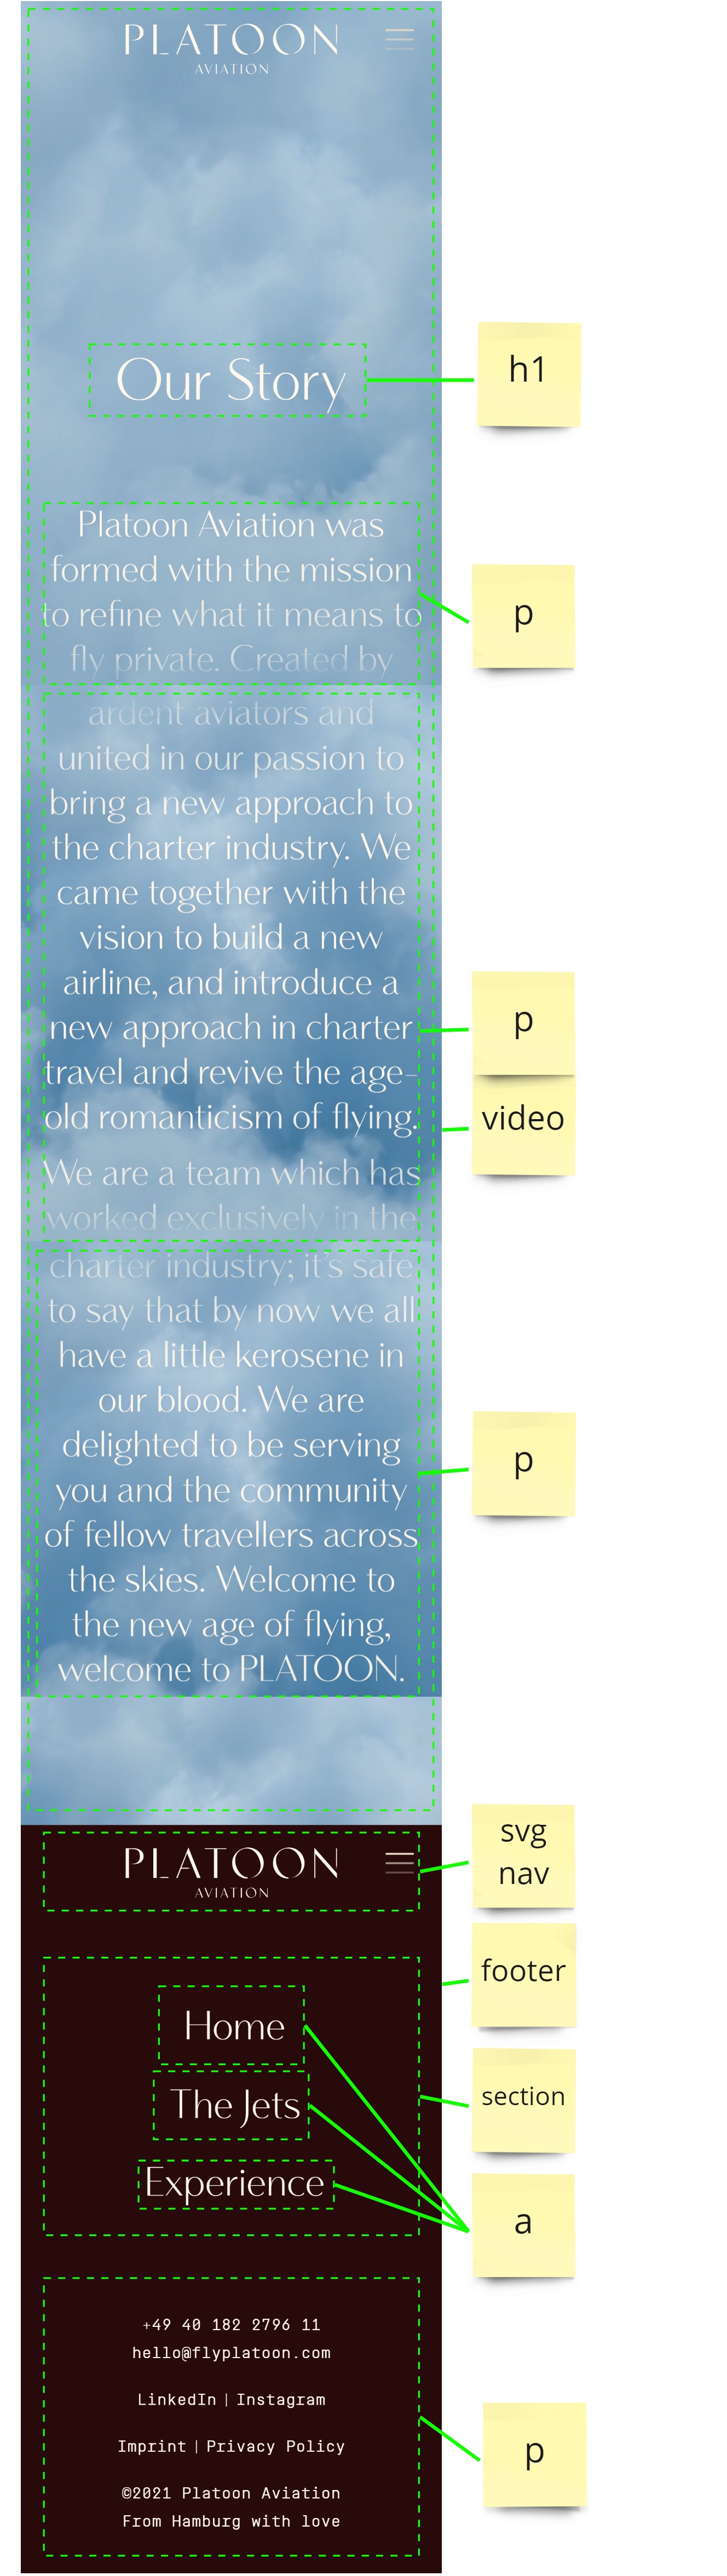 PLATOON
AVIATION
Our Story
h1
Platoon Aviation was
formed with the mission
to refine what it means to
fly private. Created by
p
ardent aviators and
united in our passion to
bring a new approach to
the charter industry. We
came together with the
vision to build a new
airline, and introduce a
new approach in charter
travel and revive the age-
old romanticism of flying.
p
video
We are a team which has
worked exclusively in the
charter industry; it's safe
to say that by now we all
have a little kerosene in
our blood. We are
delighted to be serving
you and the community
of fellow travellers across
the skies. Welcome to
the new age of flying,
welcome to PLATOON.
p
PLATOON
AVIATION
svg
nav
footer
Home
The Jets
Experience
section
a
+49 40 182 2796 11
hello@flyplatoon.com
LinkedIn | Instagram
Imprint | Privacy Policy
©2021 Platoon Aviation
From Hamburg with love
p